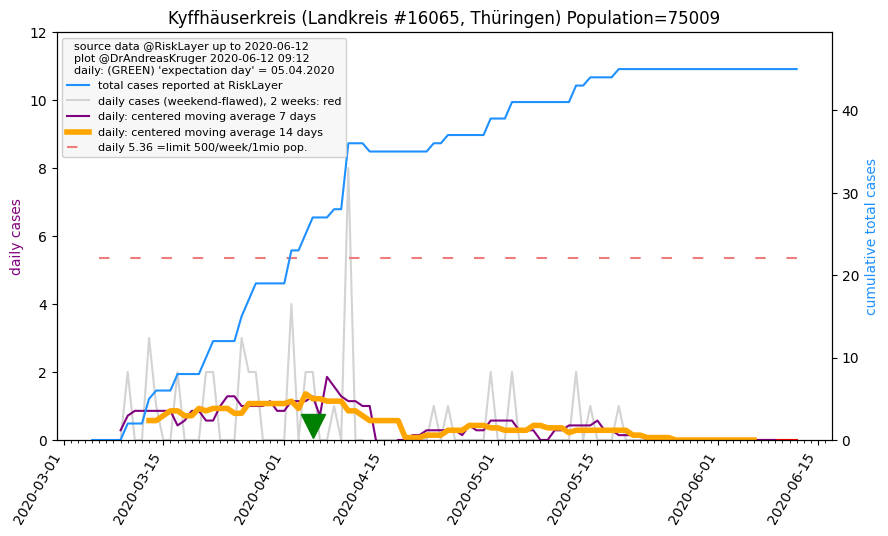 Kyffhäuserkreis (Landkreis #16065, Thüringen) Population=75009
source data @RiskLayer up to 2020-06-12
plot @DrAndreasKruger 2020-06-12 09:12
daily: (GREEN) 'expectation day' = 05.04.2020
total cases reported at RiskLayer
daily cases (weekend-flawed), 2 weeks: red
daily: centered moving average 7 days
daily: centered moving average 14 days
daily 5.36 =limit 500/week/1mio pop.
daily cases
12
10
8
6
4
2
0
cumulative total cases
40
30
20
10
0
2020-03-01
2020-03-15
2020-04-01
2020-04-15
2020-05-01
2020-05-15
2020-06-01
2020-06-15